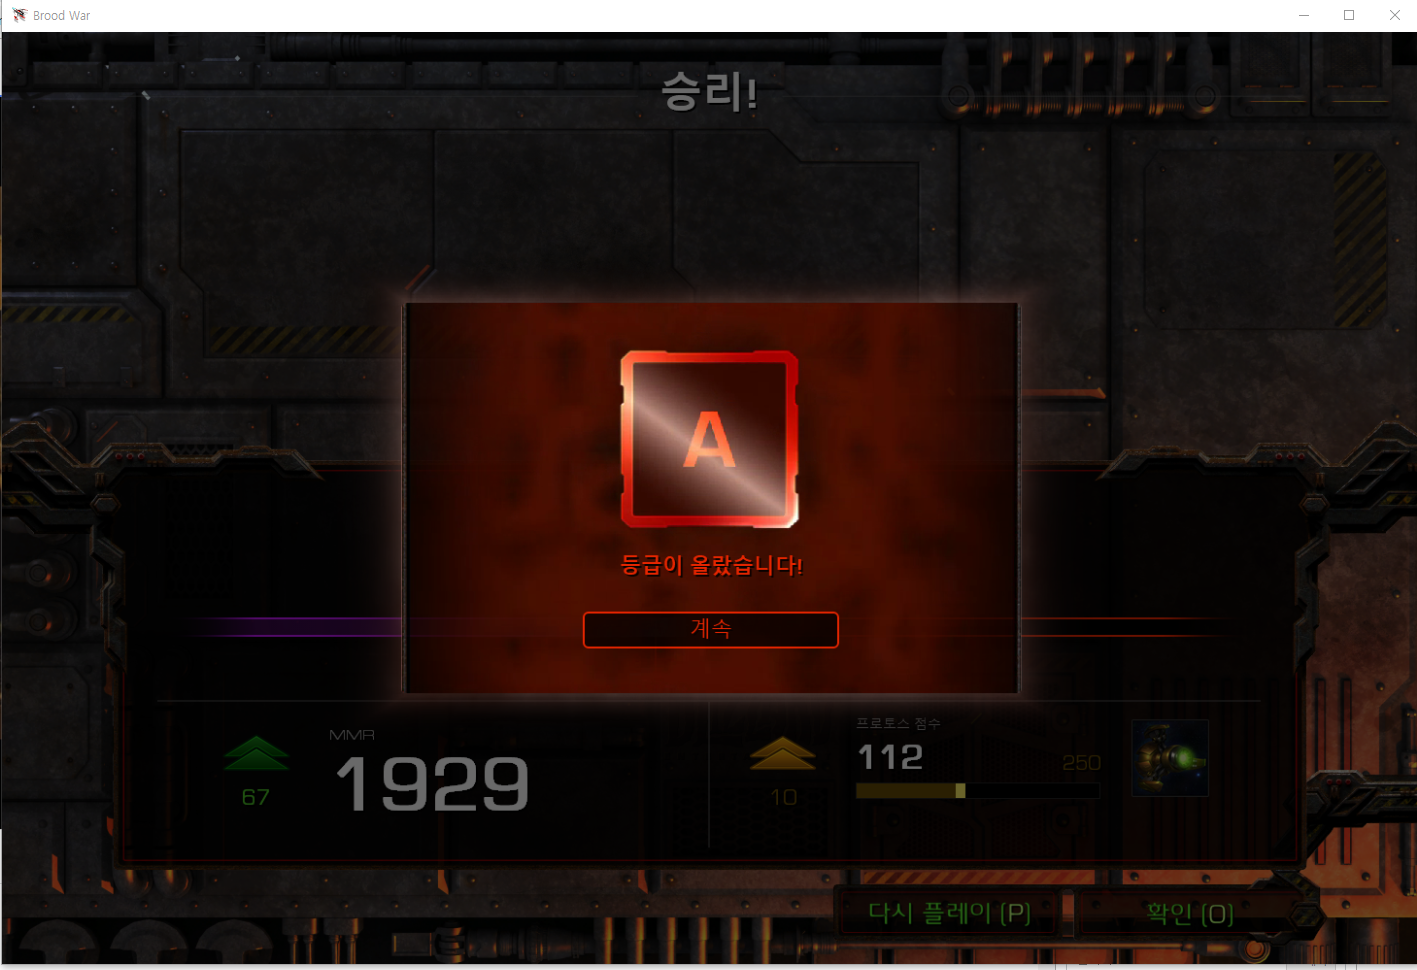 Brood War
승리!
A
등급이 올랐습니다!
계속
MMR
1929
67
10
프로토스 점수
112
250
다시 플레이 (P)
확인 (O)